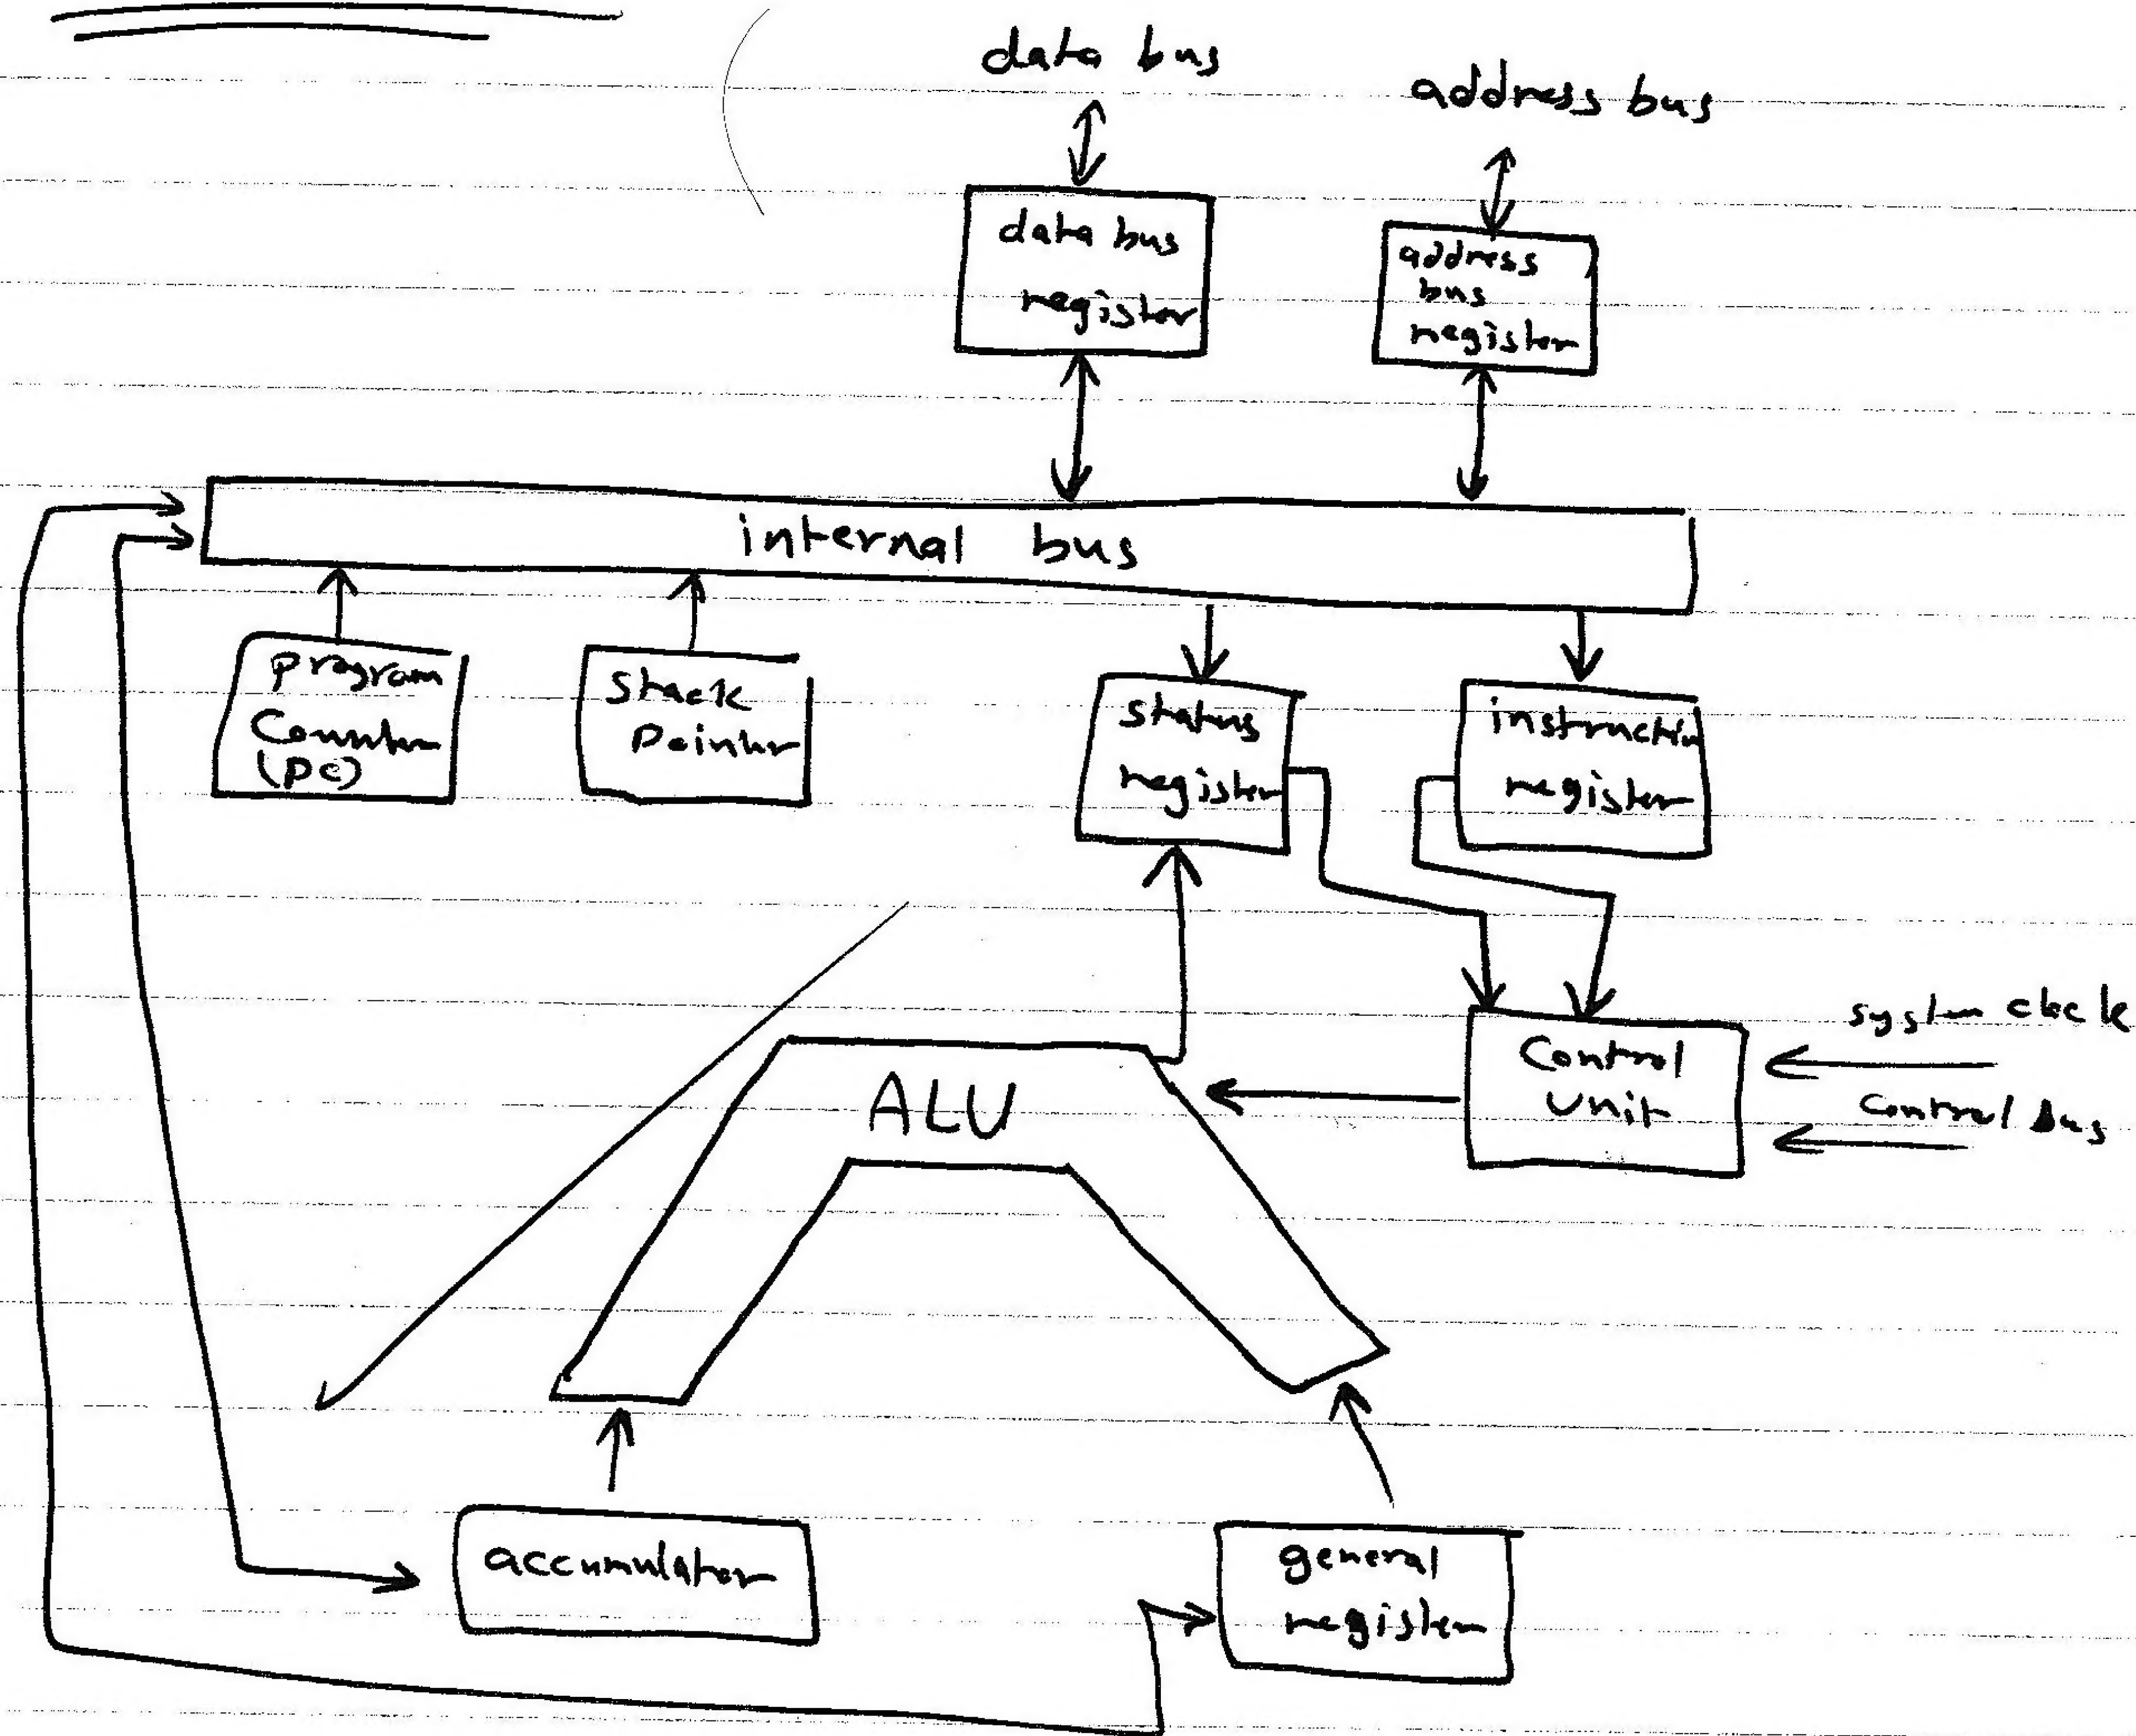 data bus
address bus
data bus
register
address
bus
register
internal bus
program
Counter
(PC)
Stack
Pointer
status
register
instruction
register
system clock
Control
Unit
Control bus
ALU
accumulator
general
register